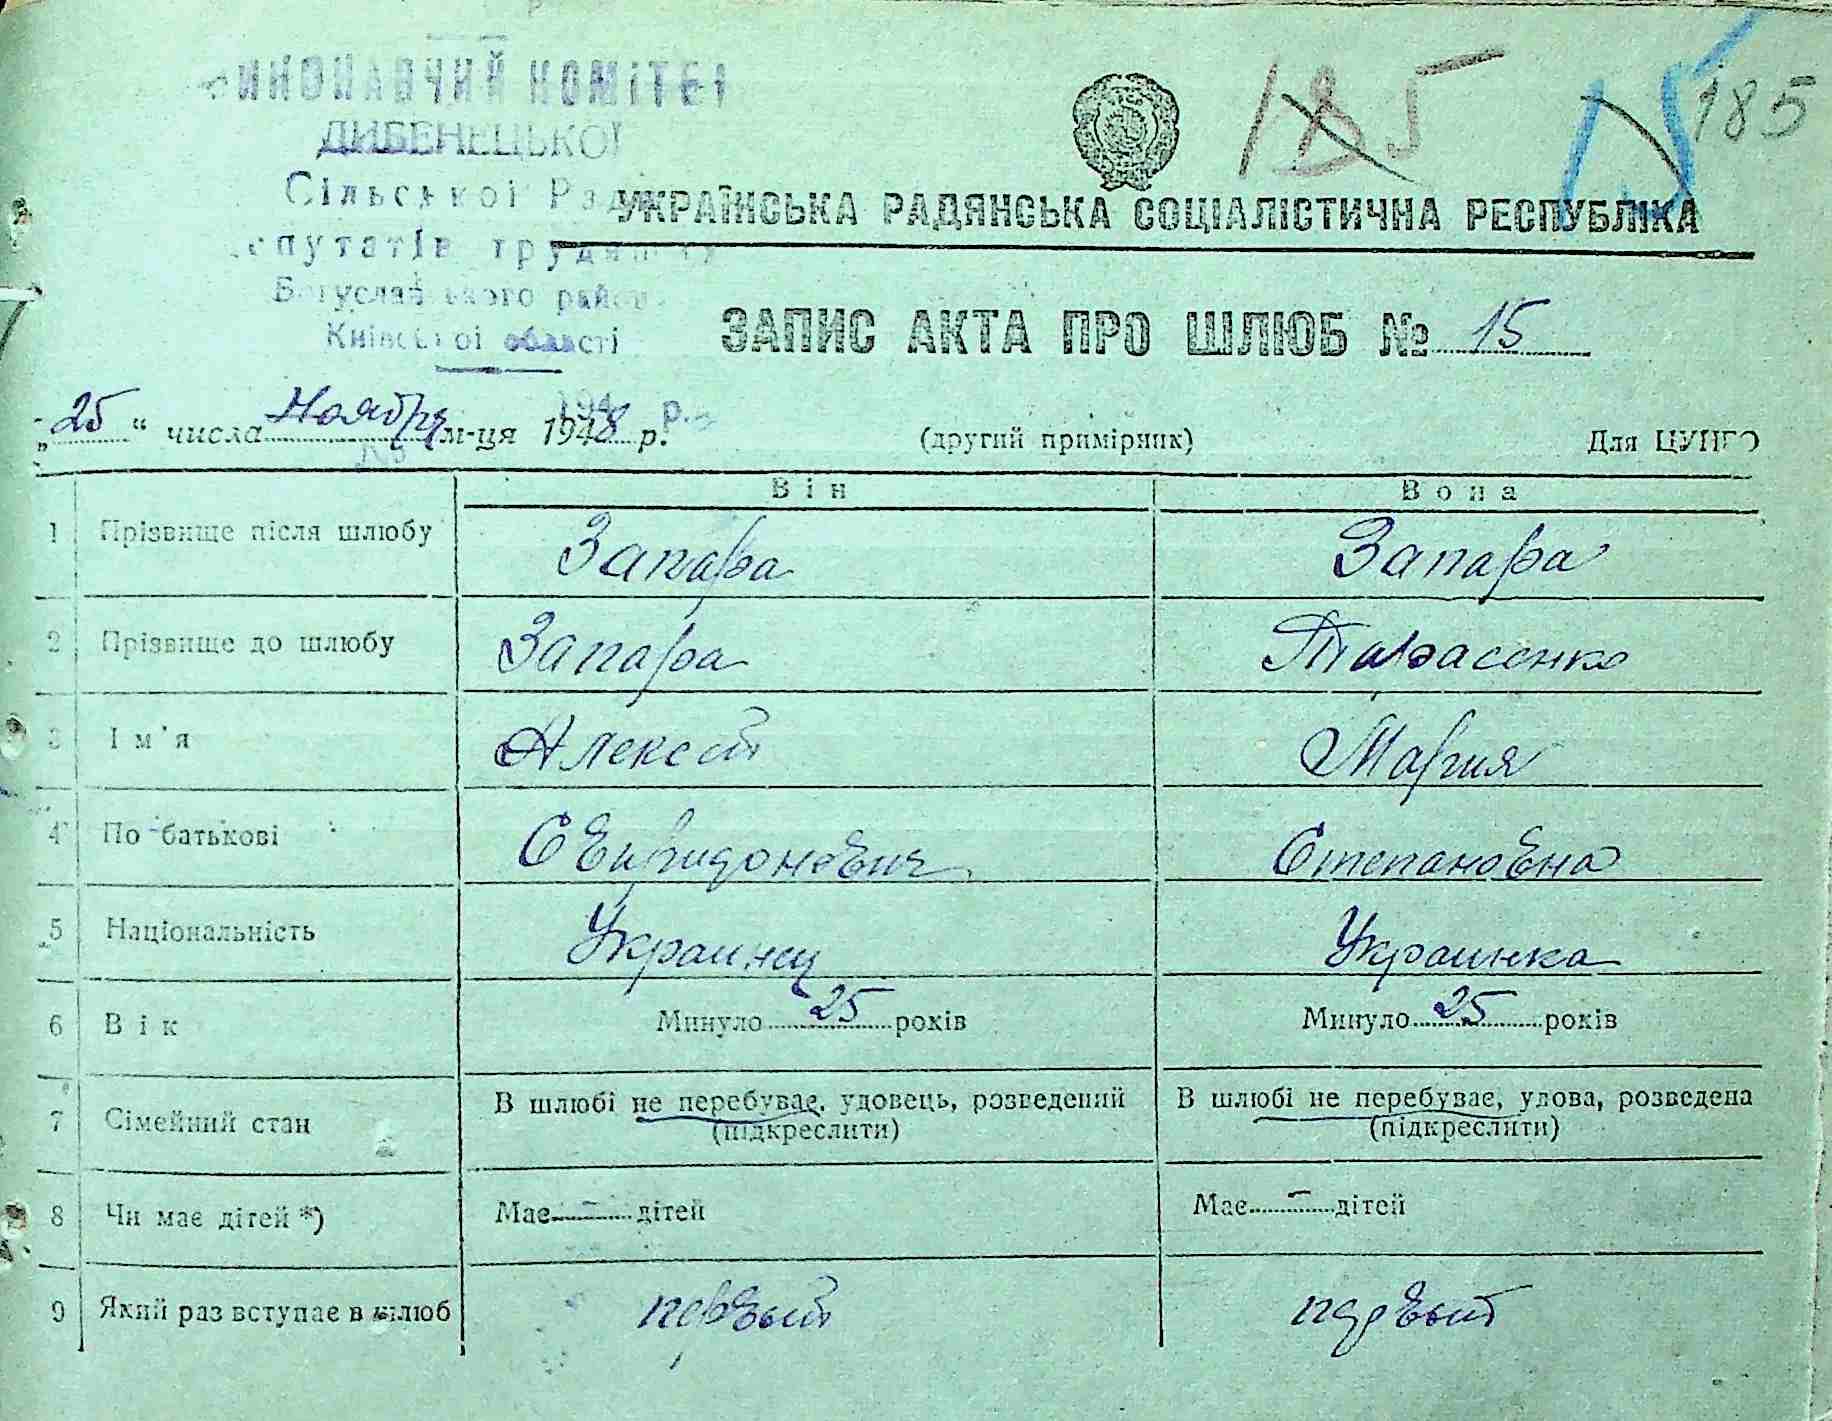 ВИКОНАВЧИЙ КОМІТЕТ
ДИБЕНЕЦЬКОЇ
Сільської Ради
депутатів трудящих
Богуславського району
Київської області
185
185
УКРАЇНСЬКА РАДЯНСЬКА СОЦІАЛІСТИЧНА РЕСПУБЛІКА
ЗАПИС АКТА ПРО ШЛЮБ № 15
„25“ числа Ноября м-ця 1948 р. (другий примірник) Для ЦУНГО
Він Вона
1 Прізвище після шлюбу Запара Запара
2 Прізвище до шлюбу Запара Тарасенко
3 Ім'я Алексей Мария
4 По батькові Свиридонович Степановна
5 Національність Украинец Украинка
6 Вік Минуло 25 років Минуло 25 років
7 Сімейний стан В шлюбі не перебуває, удовець, розведений (підкреслити) В шлюбі не перебуває, удова, розведена (підкреслити)
8 Чи має дітей *) Має - дітей Має - дітей
9 Який раз вступає в шлюб первый первый